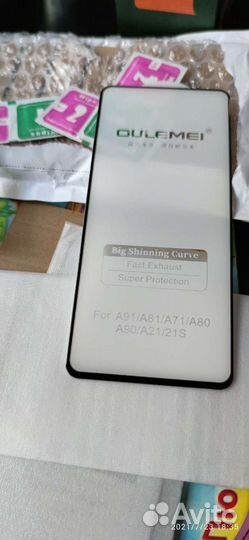 OULEMEI®
Big Shinning Curve
Fast Exhaust
Super Protection
For A91/A81/A71/A80
A90/A21/21S
Avito
2021/7/23 18:35